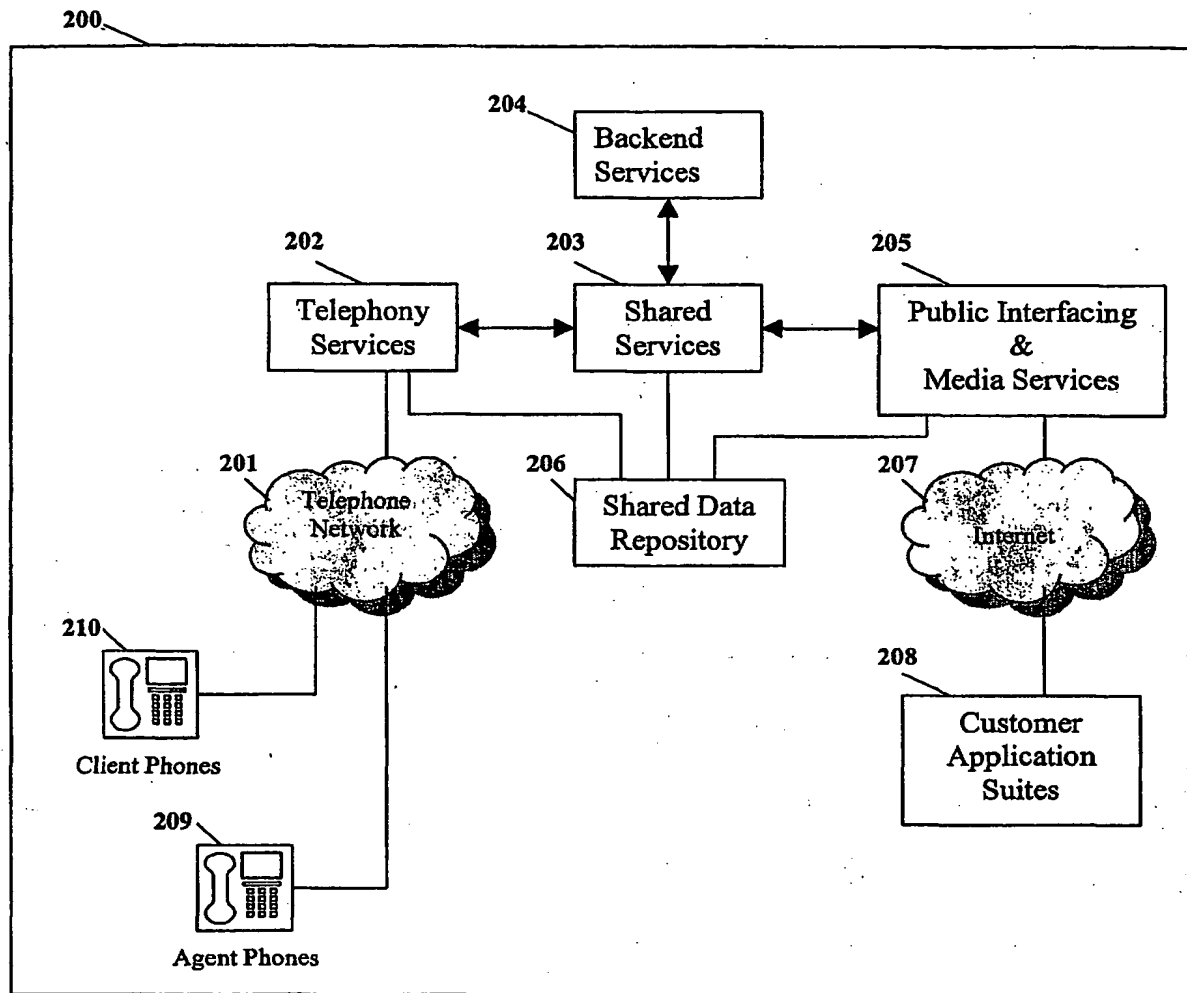 200
204
Backend
Services
202
203
205
Telephony
Services
Shared
Services
Public Interfacing
&
Media Services
201
Telephone
Network
206
Shared Data
Repository
207
Internet
210
Client Phones
208
Customer
Application
Suites
209
Agent Phones